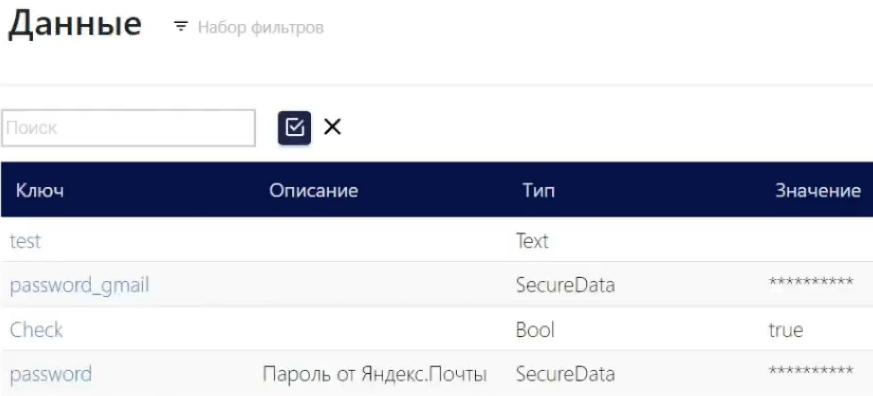 Данные Набор фильтров
Поиск
Ключ Описание Тип Значение
test Text
password_gmail SecureData **********
Check Bool true
password Пароль от Яндекс.Почты SecureData **********